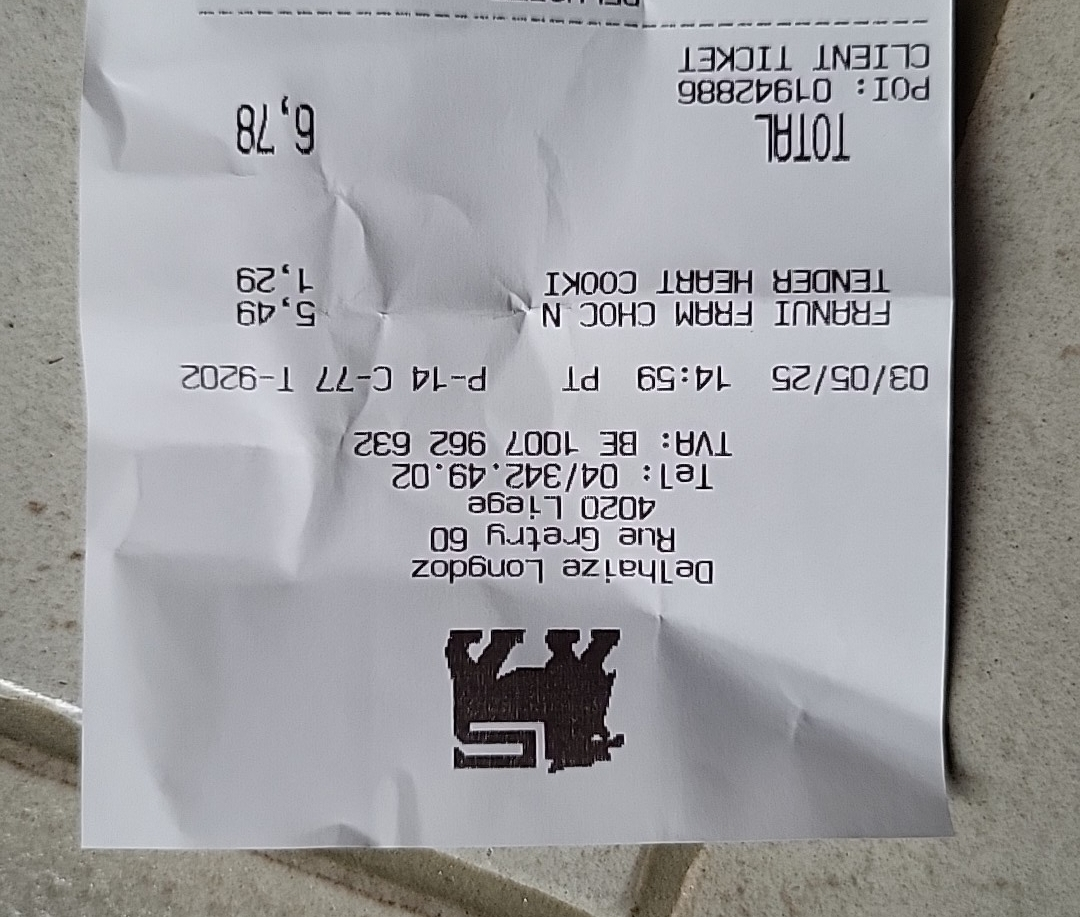 Delhaize Longdoz
Rue Gretry 60
4020 Liege
Tel: 04/342.49.02
TVA: BE 1007 962 632
03/05/25 14:59 PT P-14 C-77 T-9202
FRANUI FRAM CHOC N 5,49
TENDER HEART COOKI 1,29
TOTAL 6,78
POI: 01942886
CLIENT TICKET